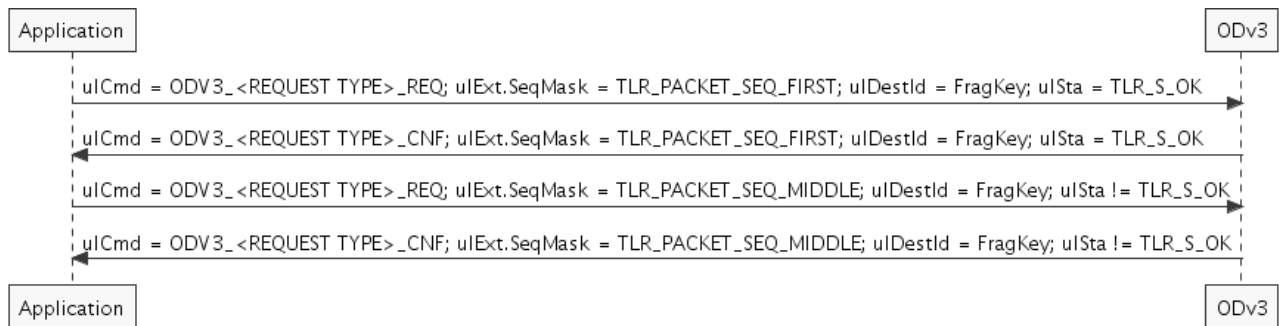 Application ODv3
ulCmd = ODV3_<REQUEST TYPE>_REQ; ulExt.SeqMask = TLR_PACKET_SEQ_FIRST; ulDestId = FragKey; ulSta = TLR_S_OK
ulCmd = ODV3_<REQUEST TYPE>_CNF; ulExt.SeqMask = TLR_PACKET_SEQ_FIRST; ulDestId = FragKey; ulSta = TLR_S_OK
ulCmd = ODV3_<REQUEST TYPE>_REQ; ulExt.SeqMask = TLR_PACKET_SEQ_MIDDLE; ulDestId = FragKey; ulSta != TLR_S_OK
ulCmd = ODV3_<REQUEST TYPE>_CNF; ulExt.SeqMask = TLR_PACKET_SEQ_MIDDLE; ulDestId = FragKey; ulSta != TLR_S_OK
Application ODv3